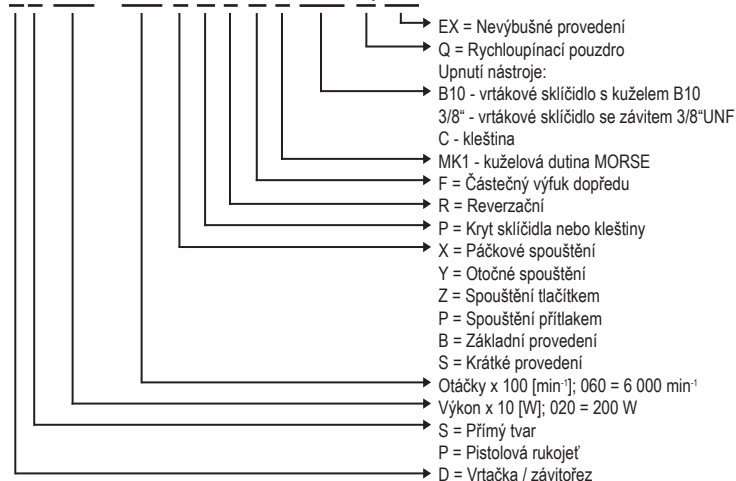 EX = Nevýbušné provedení
Q = Rychloupínací pouzdro
Upnutí nástroje:
B10 - vrtákové sklíčidlo s kuželem B10
3/8“ - vrtákové sklíčidlo se závitem 3/8“UNF
C - kleština
MK1 - kuželová dutina MORSE
F = Částečný výfuk dopředu
R = Reverzační
P = Kryt sklíčidla nebo kleštiny
X = Páčkové spouštění
Y = Otočné spouštění
Z = Spouštění tlačítkem
P = Spouštění přítlakem
B = Základní provedení
S = Krátké provedení
Otáčky x 100 [min⁻¹]; 060 = 6 000 min⁻¹
Výkon x 10 [W]; 020 = 200 W
S = Přímý tvar
P = Pistolová rukojeť
D = Vrtačka / závitořez